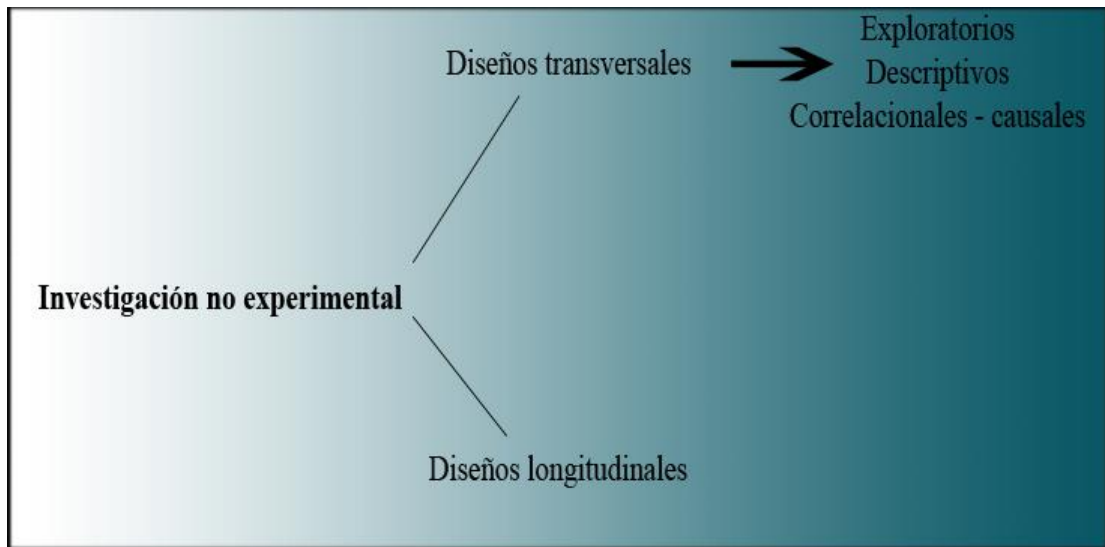 Exploratorios
Diseños transversales
Descriptivos
Correlacionales - causales
Investigación no experimental
Diseños longitudinales